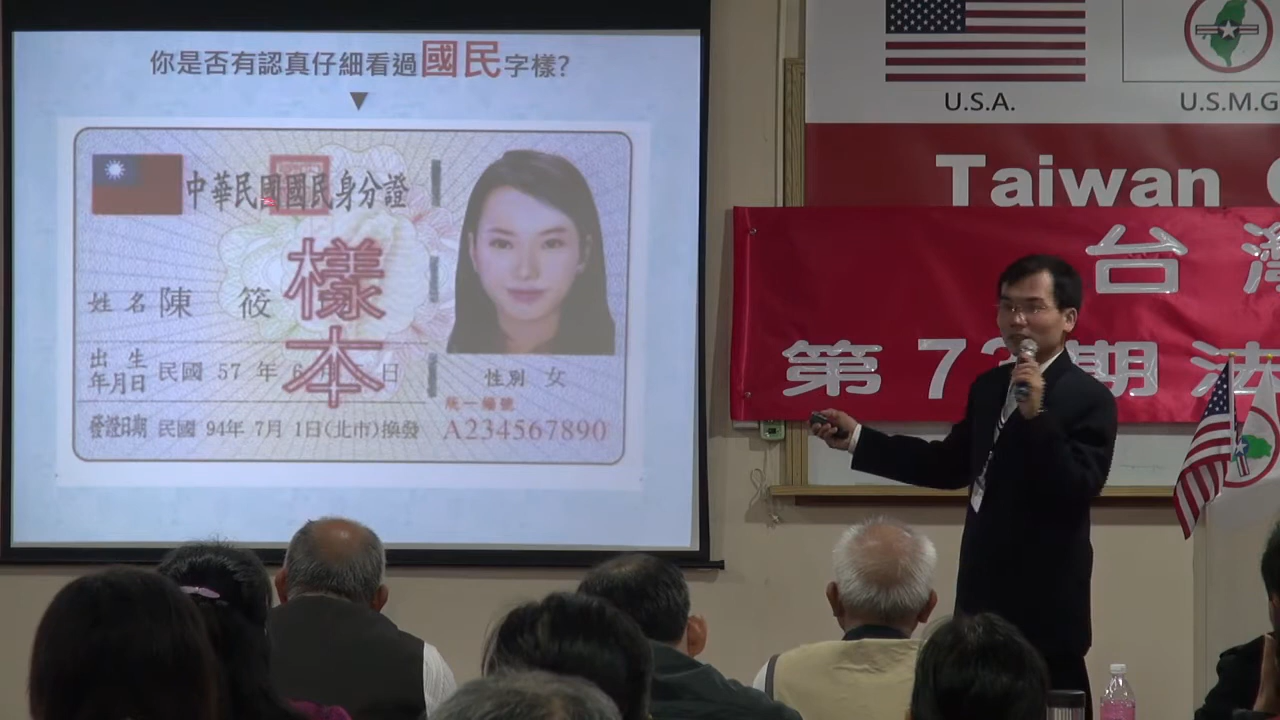 你是否有認真仔細看過國民字樣?
▼
中華民國國民身分證
樣本
姓名 陳 筱
出生年月日 民國 57 年 6 日
性別 女
統一編號
發證日期 民國 94年 7月 1日(北市)換發
A234567890
U.S.A.
U.S.M.G
Taiwan
台灣
第 7 期 法